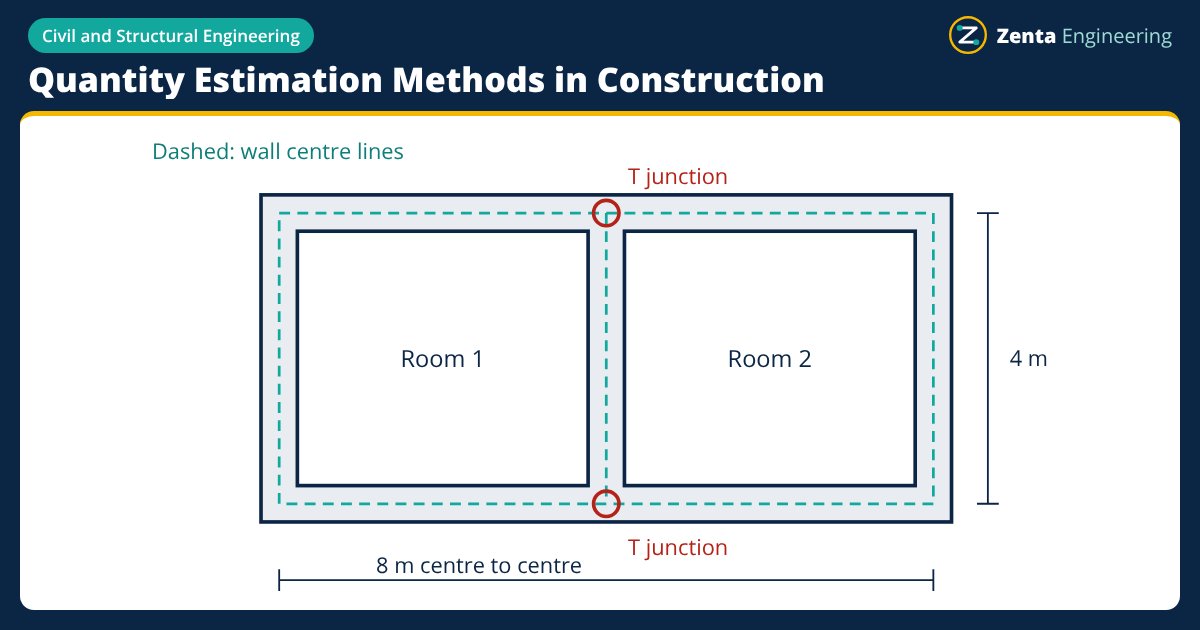 Civil and Structural Engineering
Zenta Engineering
Quantity Estimation Methods in Construction
Dashed: wall centre lines
T junction
Room 1
Room 2
4 m
T junction
8 m centre to centre